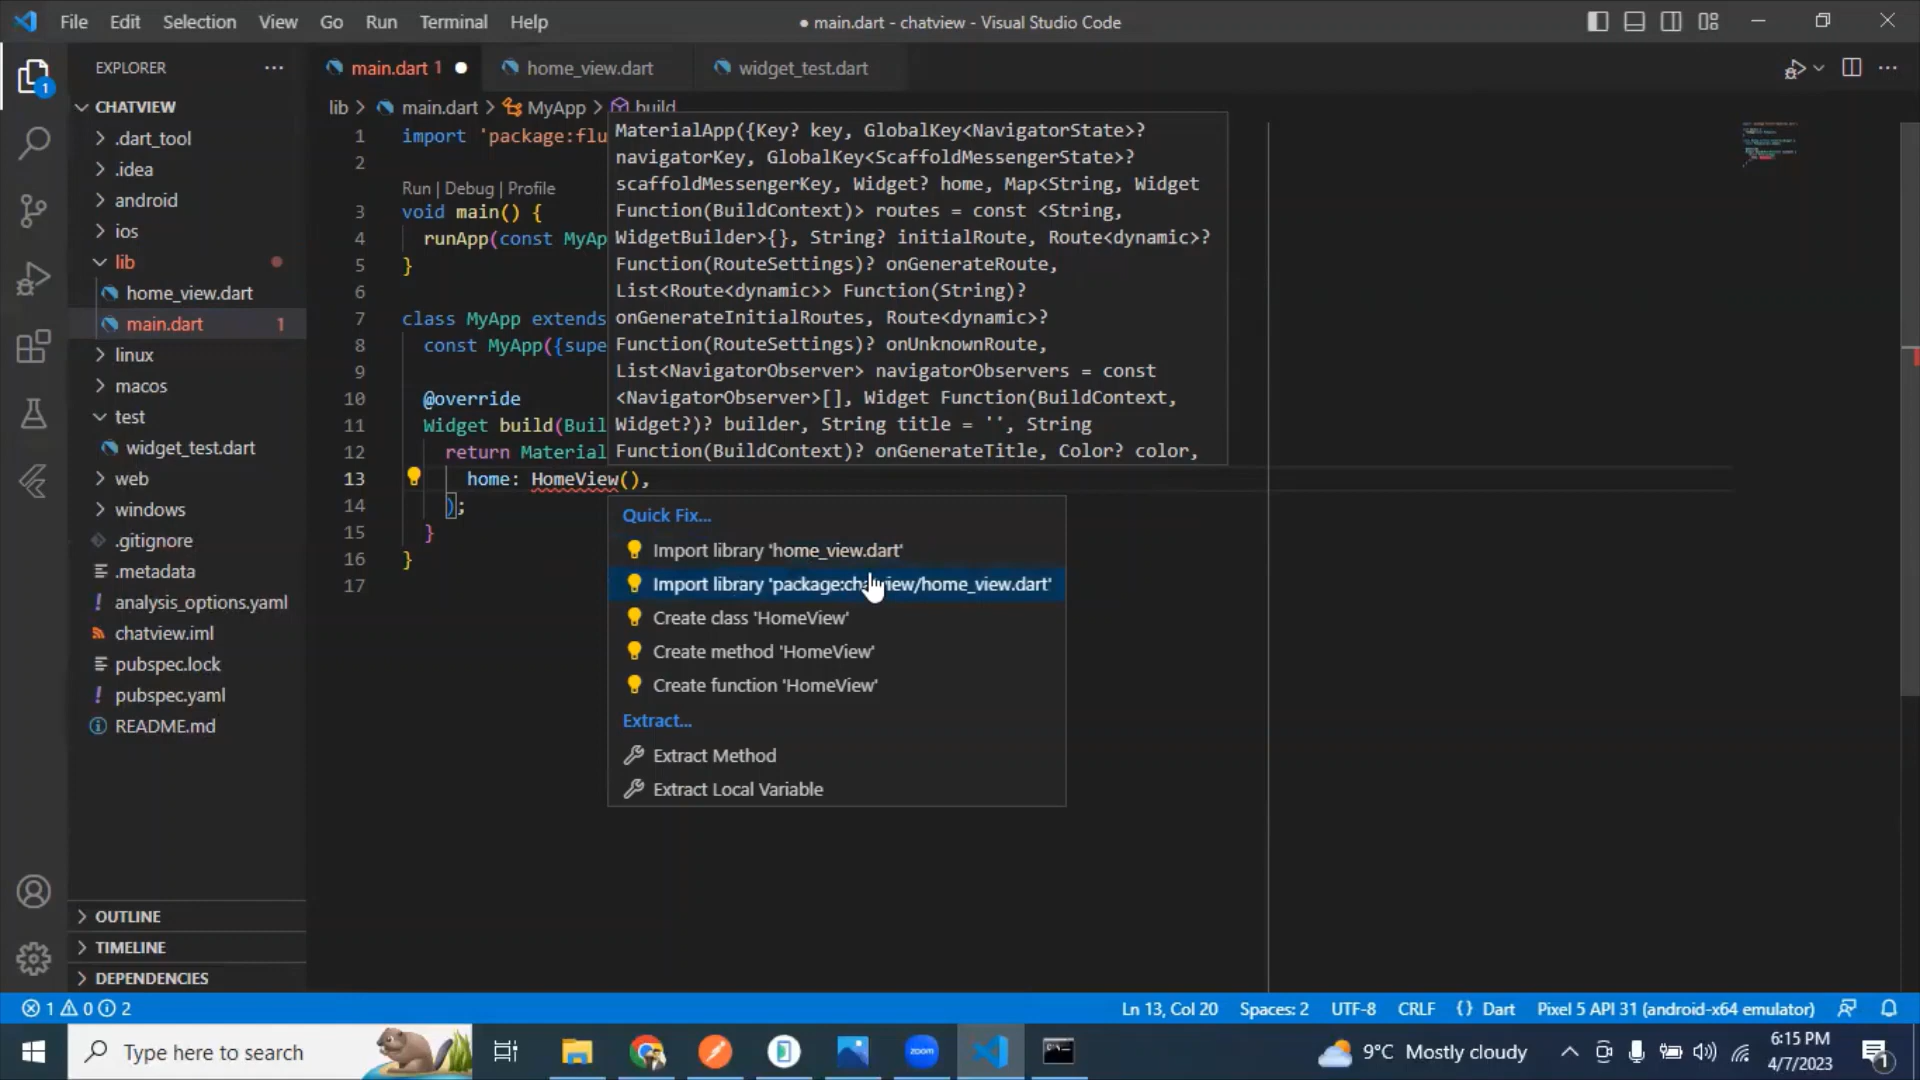 File Edit Selection View Go Run Terminal Help
● main.dart - chatview - Visual Studio Code
EXPLORER ...
main.dart 1 ●
home_view.dart
widget_test.dart
CHATVIEW
.dart_tool
.idea
android
ios
lib
home_view.dart
main.dart 1
linux
macos
test
widget_test.dart
web
windows
.gitignore
.metadata
analysis_options.yaml
chatview.iml
pubspec.lock
pubspec.yaml
README.md
OUTLINE
TIMELINE
DEPENDENCIES
lib > main.dart > MyApp > build
1 import 'package:flu
2
Run | Debug | Profile
3 void main() {
4 runApp(const MyAp
5 }
6
7 class MyApp extends
8 const MyApp({supe
9
10 @override
11 Widget build(Buil
12 return Material
13 home: HomeView(),
14 );
15 }
16 }
17
MaterialApp({Key? key, GlobalKey<NavigatorState>?
navigatorKey, GlobalKey<ScaffoldMessengerState>?
scaffoldMessengerKey, Widget? home, Map<String, Widget
Function(BuildContext)> routes = const <String,
WidgetBuilder>{}, String? initialRoute, Route<dynamic>?
Function(RouteSettings)? onGenerateRoute,
List<Route<dynamic>> Function(String)?
onGenerateInitialRoutes, Route<dynamic>?
Function(RouteSettings)? onUnknownRoute,
List<NavigatorObserver> navigatorObservers = const
<NavigatorObserver>[], Widget Function(BuildContext,
Widget?)? builder, String title = '', String
Function(BuildContext)? onGenerateTitle, Color? color,
Quick Fix...
Import library 'home_view.dart'
Import library 'package:chatview/home_view.dart'
Create class 'HomeView'
Create method 'HomeView'
Create function 'HomeView'
Extract...
Extract Method
Extract Local Variable
1 0 2
Ln 13, Col 20 Spaces: 2 UTF-8 CRLF {} Dart Pixel 5 API 31 (android-x64 emulator)
Type here to search
zoom
9°C Mostly cloudy
6:15 PM
4/7/2023
1